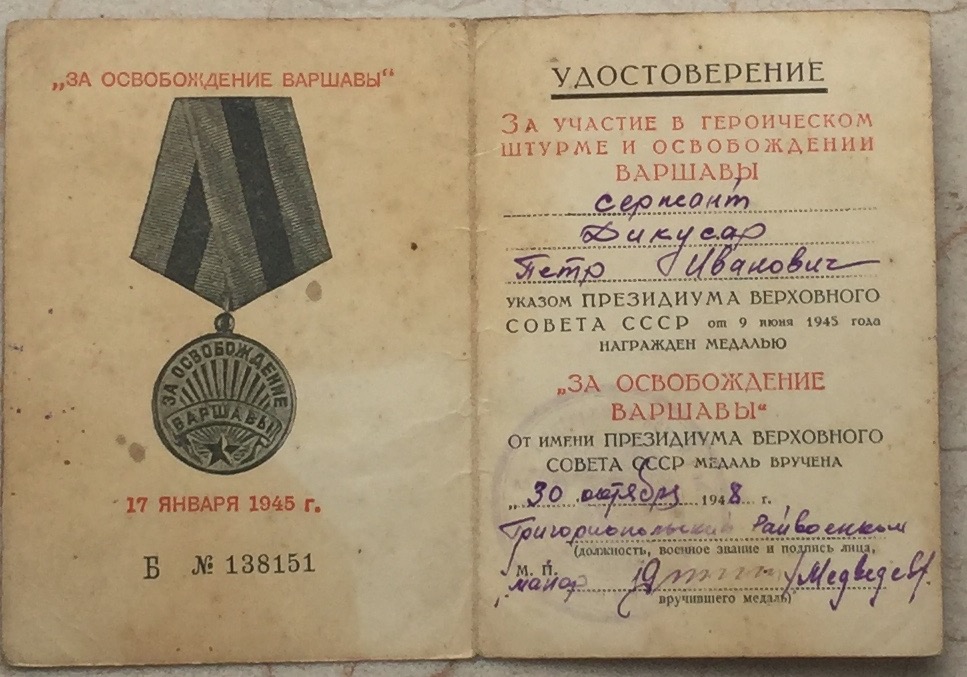 „ЗА ОСВОБОЖДЕНИЕ ВАРШАВЫ“
ЗА ОСВОБОЖДЕНИЕ
ВАРШАВЫ
17 ЯНВАРЯ 1945 г.
Б № 138151
УДОСТОВЕРЕНИЕ
ЗА УЧАСТИЕ В ГЕРОИЧЕСКОМ
ШТУРМЕ И ОСВОБОЖДЕНИИ
ВАРШАВЫ
сержант
Дикусар
Петр Иванович
УКАЗОМ ПРЕЗИДИУМА ВЕРХОВНОГО
СОВЕТА СССР от 9 июня 1945 года
НАГРАЖДЕН МЕДАЛЬЮ
„ЗА ОСВОБОЖДЕНИЕ
ВАРШАВЫ“
ОТ ИМЕНИ ПРЕЗИДИУМА ВЕРХОВНОГО
СОВЕТА СССР МЕДАЛЬ ВРУЧЕНА
„30 октября 1948 г.
Григориопольский Райвоенком
(должность, военное звание и подпись лица,
М. П.
майор /Медведев/
вручившего медаль)